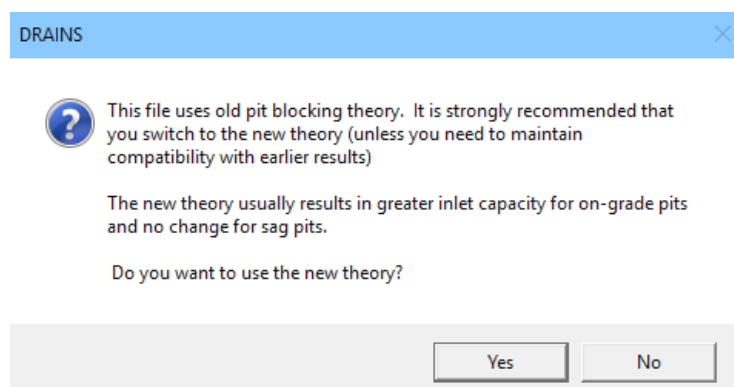 DRAINS
This file uses old pit blocking theory.  It is strongly recommended that
you switch to the new theory (unless you need to maintain
compatibility with earlier results)
The new theory usually results in greater inlet capacity for on-grade pits
and no change for sag pits.
Do you want to use the new theory?
Yes
No